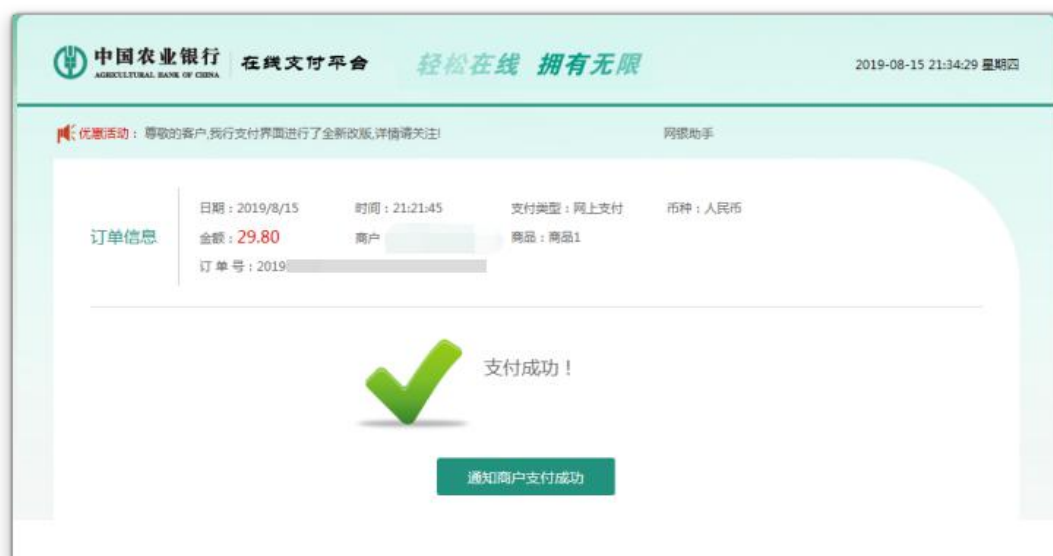 中国农业银行
AGRICULTURAL BANK OF CHINA
在线支付平台
轻松在线 拥有无限
2019-08-15 21:34:29 星期四
优惠活动：尊敬的客户,我行支付界面进行了全新改版,详情请关注!
网银助手
订单信息
日期：2019/8/15 时间：21:21:45 支付类型：网上支付 币种：人民币
金额：29.80 商户 商品：商品1
订 单 号：2019
支付成功！
通知商户支付成功